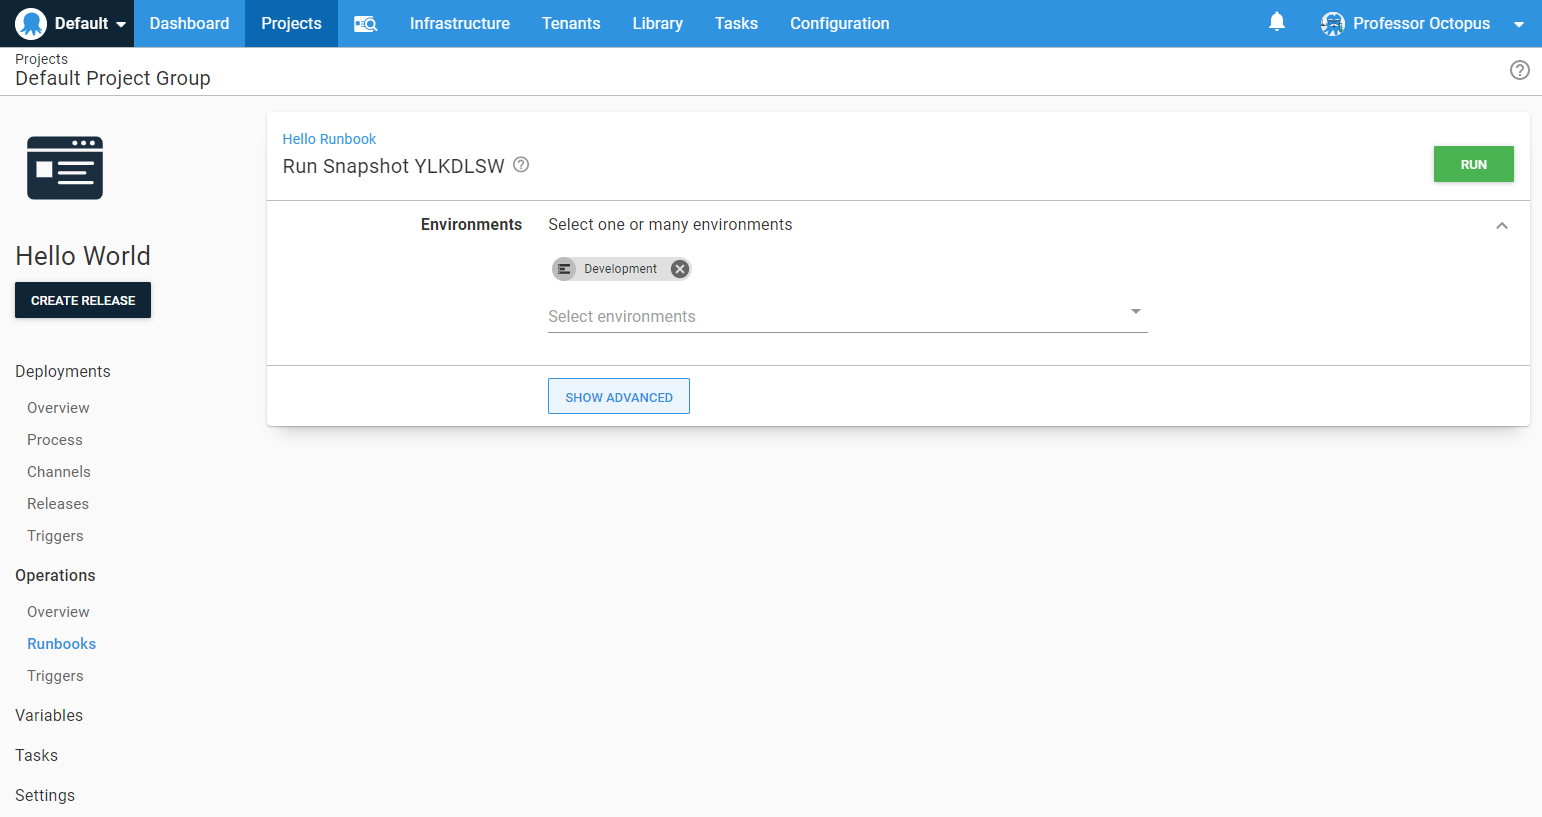 Default Dashboard Projects Infrastructure Tenants Library Tasks Configuration Professor Octopus
Projects
Default Project Group
Hello World
CREATE RELEASE
Deployments
Overview
Process
Channels
Releases
Triggers
Operations
Overview
Runbooks
Triggers
Variables
Tasks
Settings
Hello Runbook
Run Snapshot YLKDLSW
RUN
Environments Select one or many environments
Development
Select environments
SHOW ADVANCED